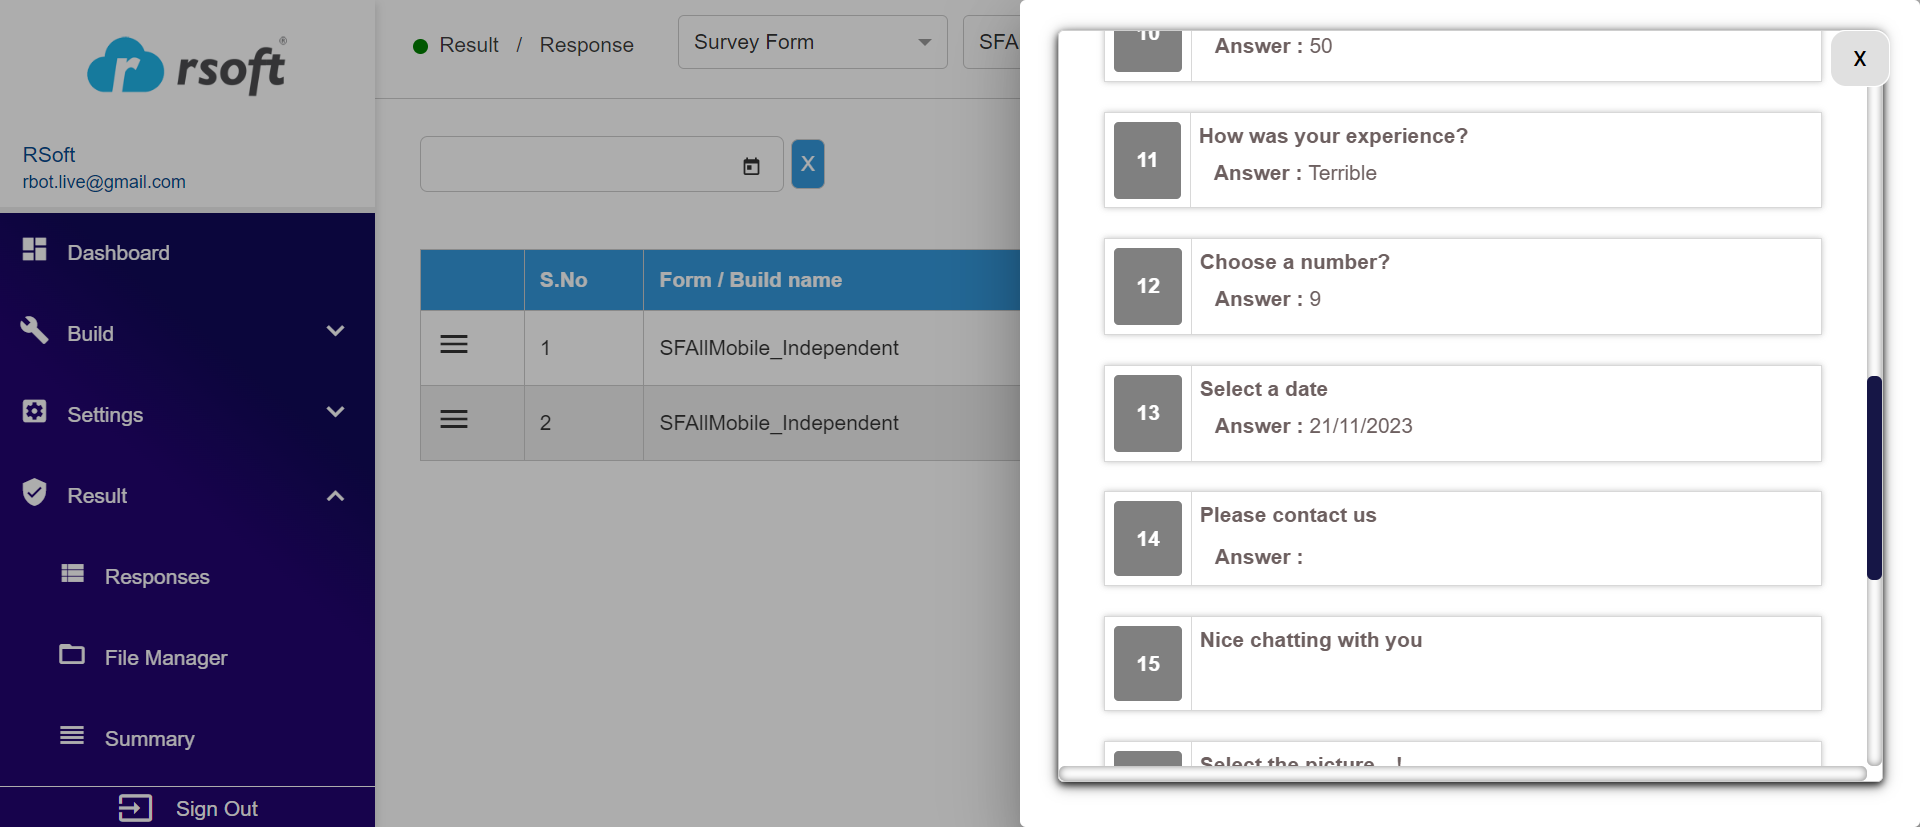 rsoft®
RSoft
rbot.live@gmail.com
Dashboard
Build
Settings
Result
Responses
File Manager
Summary
Sign Out
Result / Response
Survey Form
SFA
X
S.No Form / Build name
1 SFAllMobile_Independent
2 SFAllMobile_Independent
X
10
Answer : 50
11
How was your experience?
Answer : Terrible
12
Choose a number?
Answer : 9
13
Select a date
Answer : 21/11/2023
14
Please contact us
Answer :
15
Nice chatting with you
Select the picture...!